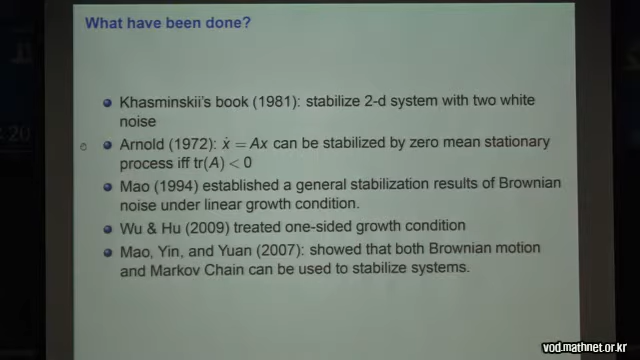 What have been done?
Khasminskii's book (1981): stabilize 2-d system with two white
noise
Arnold (1972): ẋ = Ax can be stabilized by zero mean stationary
process iff tr(A) < 0
Mao (1994) established a general stabilization results of Brownian
noise under linear growth condition.
Wu & Hu (2009) treated one-sided growth condition
Mao, Yin, and Yuan (2007): showed that both Brownian motion
and Markov Chain can be used to stabilize systems.
vod.mathnet.or.kr